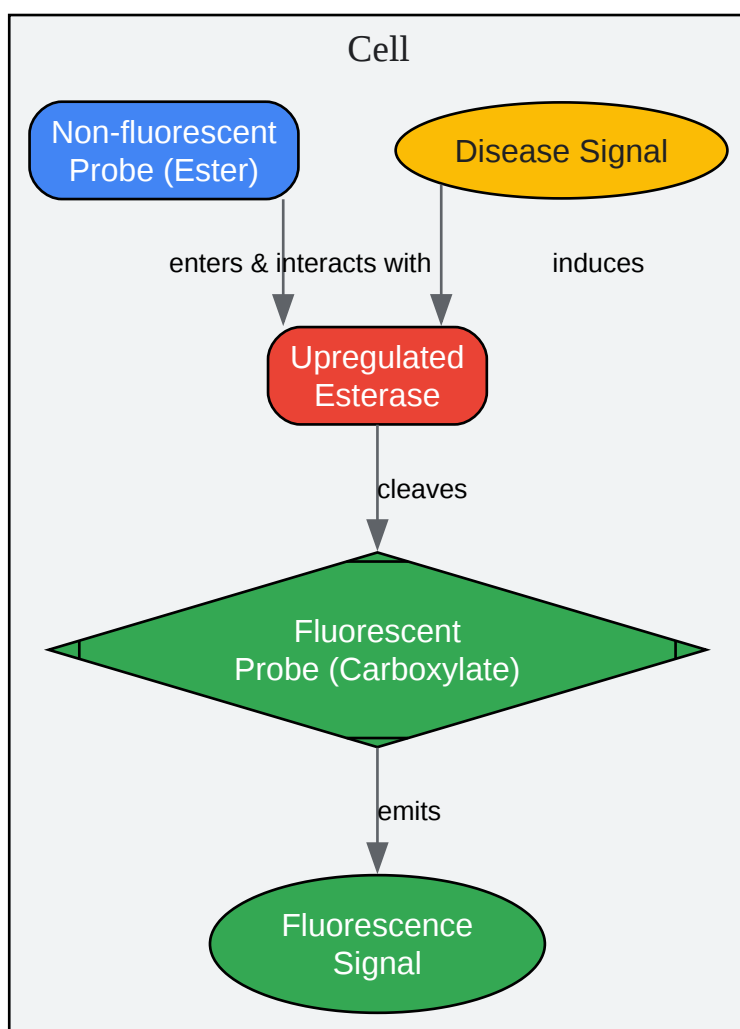 Cell
Non-fluorescent
Probe (Ester)
Disease Signal
enters & interacts with
induces
Upregulated
Esterase
cleaves
Fluorescent
Probe (Carboxylate)
emits
Fluorescence
Signal